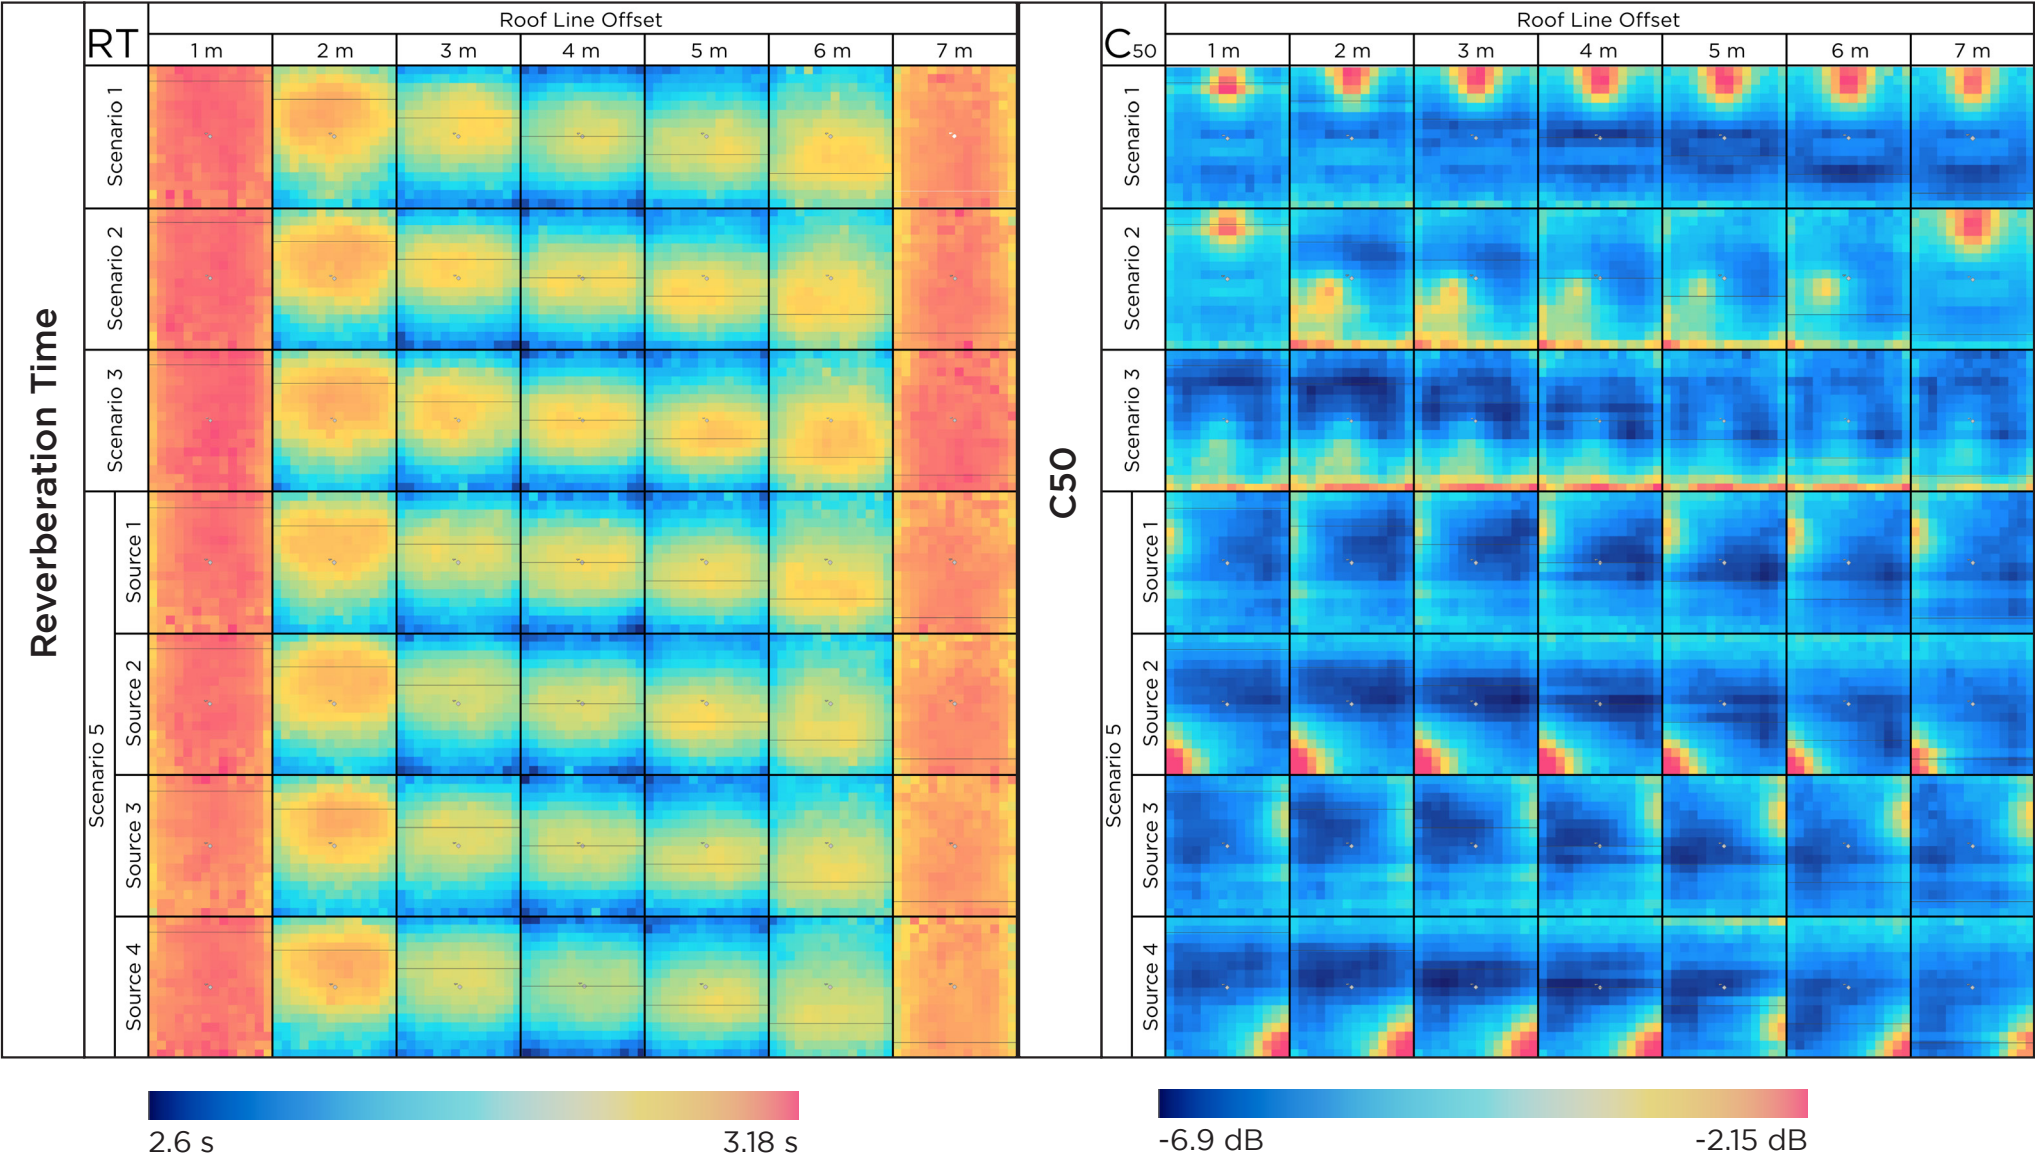 Reverberation Time
RT
Roof Line Offset
1 m 2 m 3 m 4 m 5 m 6 m 7 m
Scenario 1
Scenario 2
Scenario 3
Scenario 5
Source 1
Source 2
Source 3
Source 4
2.6 s 3.18 s
C50
C50
Roof Line Offset
1 m 2 m 3 m 4 m 5 m 6 m 7 m
Scenario 1
Scenario 2
Scenario 3
Scenario 5
Source 1
Source 2
Source 3
Source 4
-6.9 dB -2.15 dB